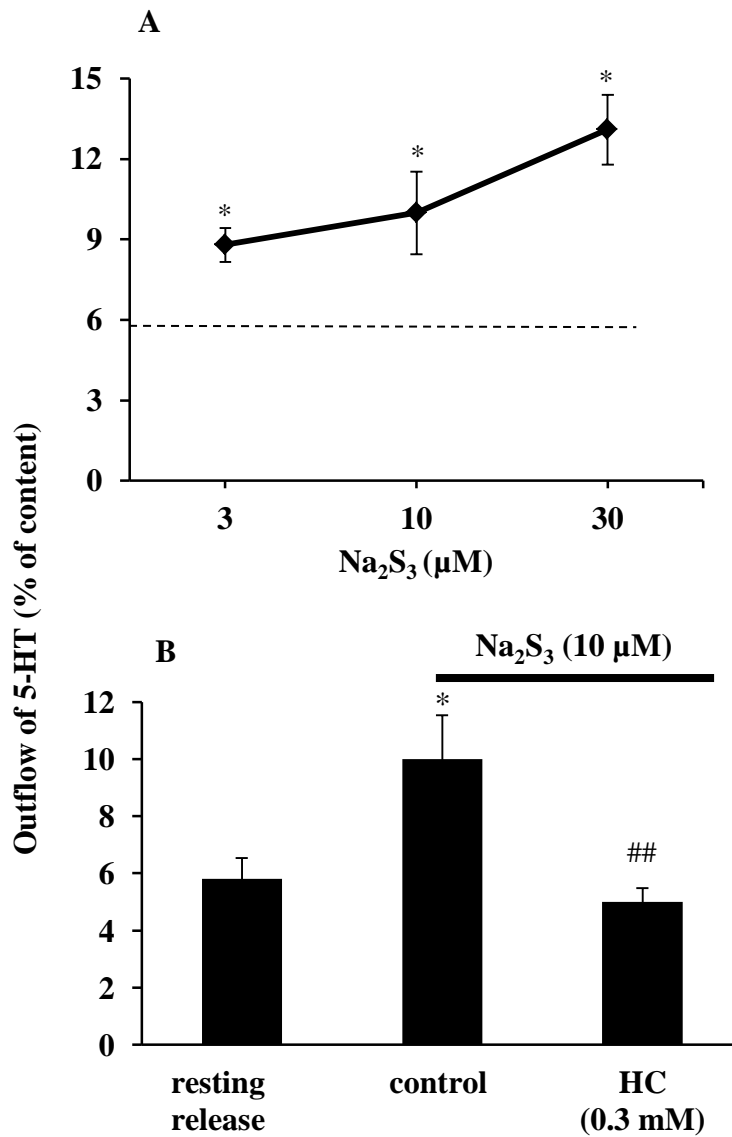 A
15
12
9
6
3
0
*
*
*
3 10 30
Na₂S₃ (µM)
Outflow of 5-HT (% of content)
B
Na₂S₃ (10 µM)
12
10
8
6
4
2
0
*
##
resting release
control
HC
(0.3 mM)